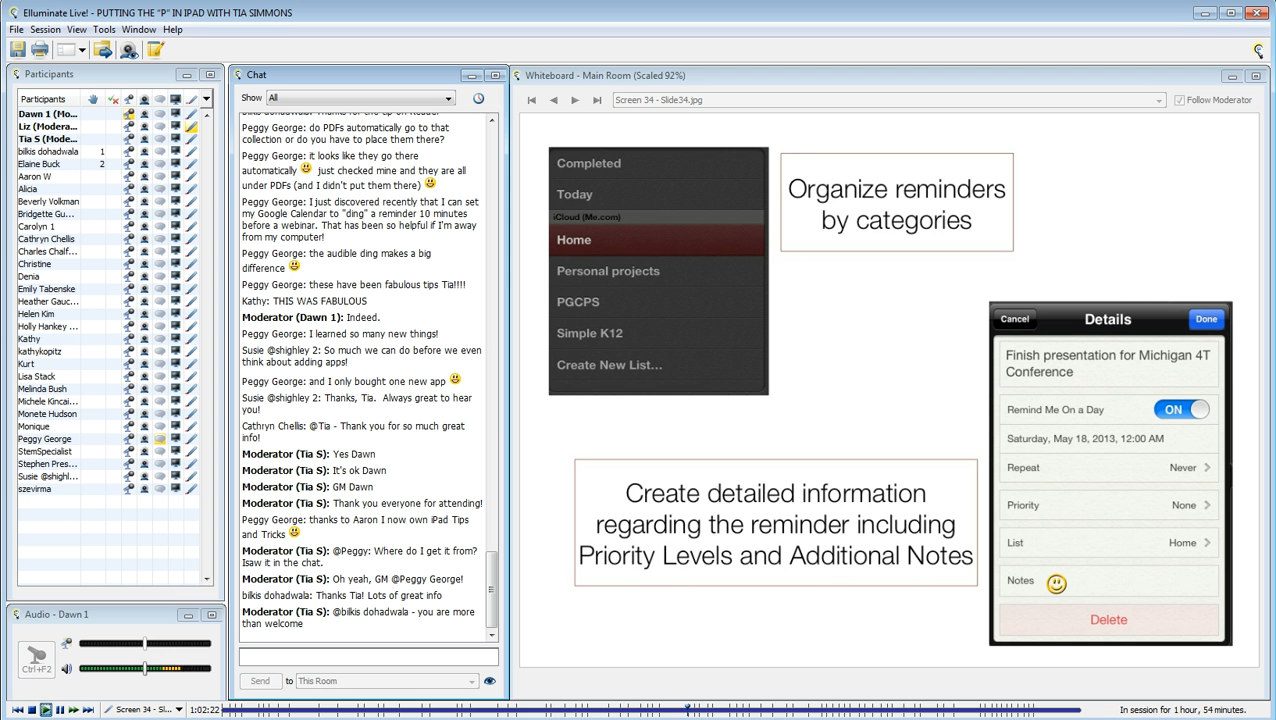 Elluminate Live! - PUTTING THE "P" IN IPAD WITH TIA SIMMONS
File Session View Tools Window Help
Participants
Participants
Dawn 1 (Mo...
Liz (Modera...
Tia S (Mode...
bilkis dohadwala 1
Elaine Buck 2
Aaron W
Alicia
Beverly Volkman
Bridgette Gu...
Carolyn 1
Cathryn Chellis
Charles Chalf...
Christine
Denia
Emily Tabenske
Heather Gauc...
Helen Kim
Holly Hankey ...
Kathy
kathykopitz
Kurt
Lisa Stack
Melinda Bush
Michele Kincai...
Monete Hudson
Monique
Peggy George
StemSpecialist
Stephen Pres...
Susie @shighl...
szevirma
Audio - Dawn 1
Ctrl+F2
Chat
Show All
Peggy George: do PDFs automatically go to that
collection or do you have to place them there?
Peggy George: it looks like they go there
automatically just checked mine and they are all
under PDFs (and I didn't put them there)
Peggy George: I just discovered recently that I can set
my Google Calendar to "ding" a reminder 10 minutes
before a webinar. That has been so helpful if I'm away
from my computer!
Peggy George: the audible ding makes a big
difference
Peggy George: these have been fabulous tips Tia!!!!
Kathy: THIS WAS FABULOUS
Moderator (Dawn 1): Indeed.
Peggy George: I learned so many new things!
Susie @shighley 2: So much we can do before we even
think about adding apps!
Peggy George: and I only bought one new app
Susie @shighley 2: Thanks, Tia. Always great to hear
you!
Cathryn Chellis: @Tia - Thank you for so much great
info!
Moderator (Tia S): Yes Dawn
Moderator (Tia S): It's ok Dawn
Moderator (Tia S): GM Dawn
Moderator (Tia S): Thank you everyone for attending!
Peggy George: thanks to Aaron I now own iPad Tips
and Tricks
Moderator (Tia S): @Peggy: Where do I get it from?
Isaw it in the chat.
Moderator (Tia S): Oh yeah, GM @Peggy George!
bilkis dohadwala: Thanks Tia! Lots of great info
Moderator (Tia S): @bilkis dohadwala - you are more
than welcome
Send to This Room
Whiteboard - Main Room (Scaled 92%)
Screen 34 - Slide34.jpg
Follow Moderator
Completed
Today
iCloud (Me.com)
Home
Personal projects
PGCPS
Simple K12
Create New List...
Organize reminders
by categories
Create detailed information
regarding the reminder including
Priority Levels and Additional Notes
Cancel Details Done
Finish presentation for Michigan 4T
Conference
Remind Me On a Day ON
Saturday, May 18, 2013, 12:00 AM
Repeat Never
Priority None
List Home
Notes
Delete
Screen 34 - Sl... 1:02:22
In session for 1 hour, 54 minutes.